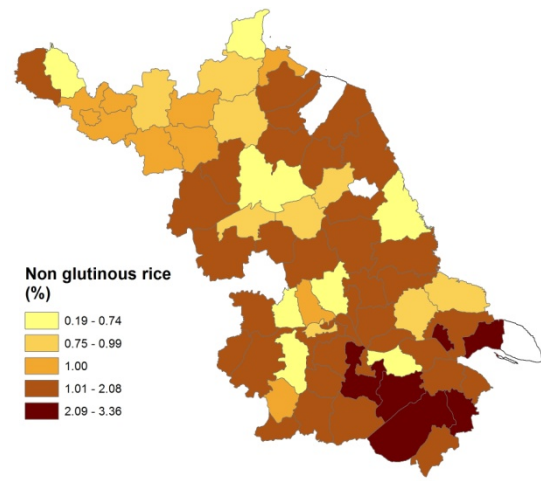 Non glutinous rice
(%)
0.19 - 0.74
0.75 - 0.99
1.00
1.01 - 2.08
2.09 - 3.36